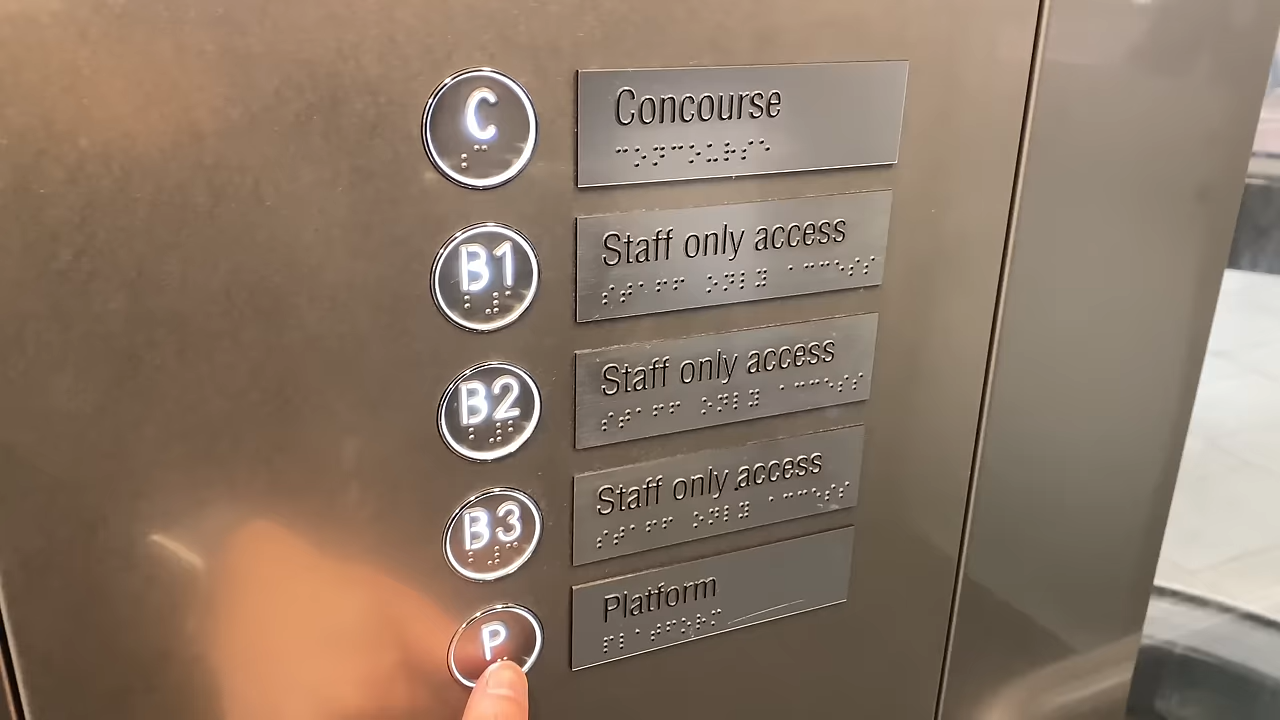 C Concourse
B1 Staff only access
B2 Staff only access
B3 Staff only access
P Platform